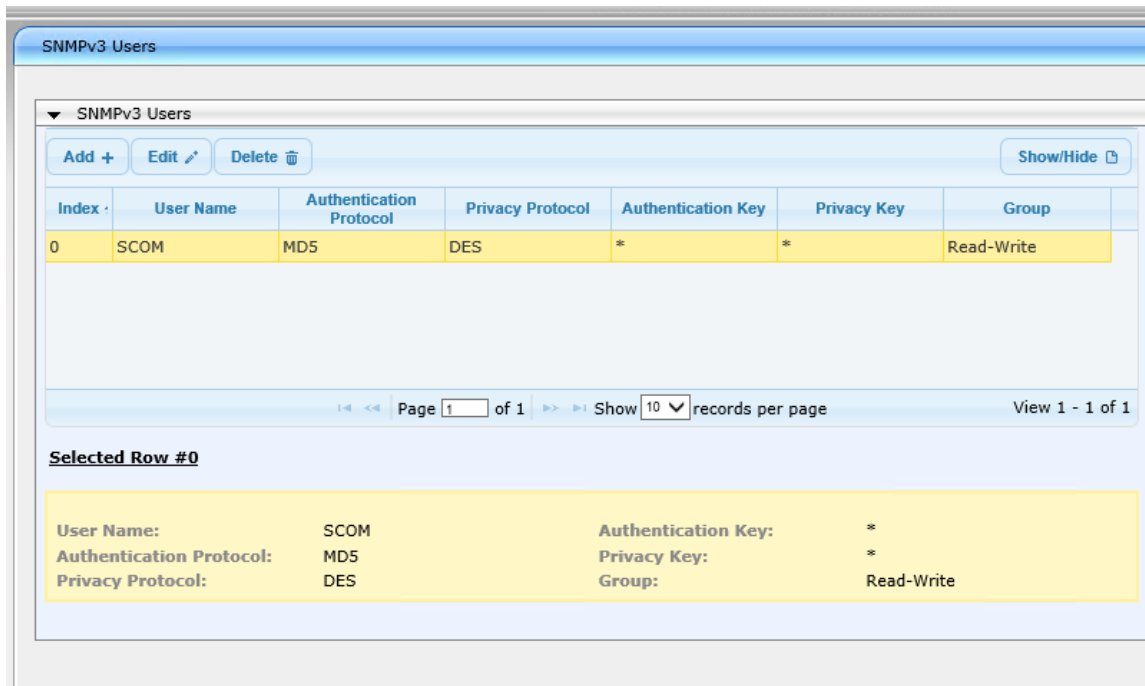 SNMPv3 Users
SNMPv3 Users
Add + Edit Delete Show/Hide
Index User Name Authentication Protocol Privacy Protocol Authentication Key Privacy Key Group
0 SCOM MD5 DES * * Read-Write
Page 1 of 1 Show 10 records per page View 1 - 1 of 1
Selected Row #0
User Name: SCOM Authentication Key: *
Authentication Protocol: MD5 Privacy Key: *
Privacy Protocol: DES Group: Read-Write